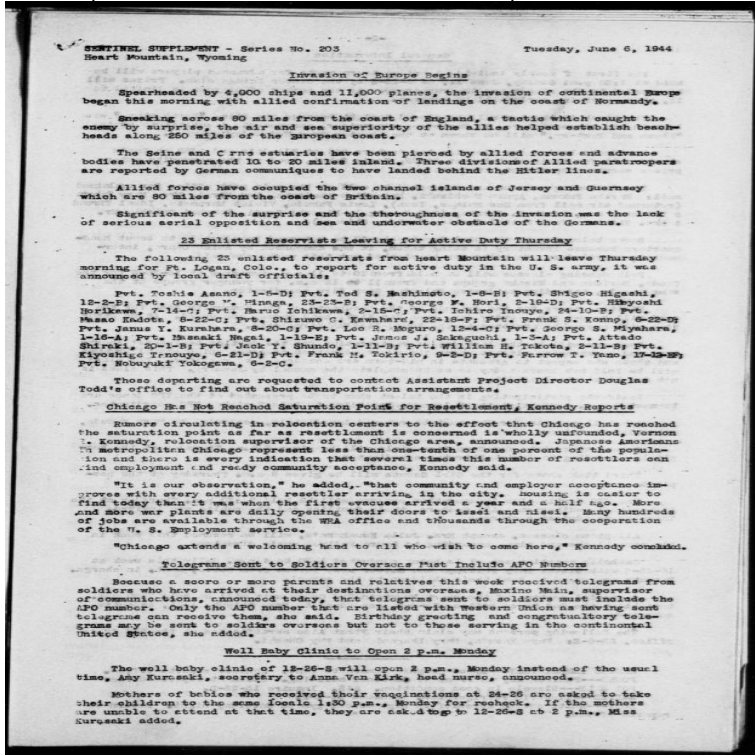 SENTINEL SUPPLEMENT - Series No. 203 Tuesday, June 6, 1944
Heart Mountain, Wyoming
Invasion of Europe Begins
Spearheaded by 4,000 ships and 11,000 planes, the invasion of continental Europe
began this morning with allied confirmation of landings on the coast of Normandy.
Sneaking across 80 miles from the coast of England, a tactic which caught the
enemy by surprise, the air and sea superiority of the allies helped establish beach-
heads along 250 miles of the European coast.
The Seine and estuaries have been pierced by allied forces and advance
bodies have penetrated 10 to 20 miles inland. Three divisions of Allied paratroopers
are reported by German communiques to have landed behind the Hitler lines.
Allied forces have occupied the two channel islands of Jersey and Guernsey
which are 80 miles from the coast of Britain.
Significant of the surprise and the thoroughness of the invasion was the lack
of serious aerial opposition and sea and underwater obstacle of the Germans.
23 Enlisted Reservists Leaving for Active Duty Thursday
The following 23 enlisted reservists from heart Mountain will leave Thursday
morning for Ft. Logan, Colo., to report for active duty in the U. S. army, it was
announced by local draft officials:
Pvt. Toshio Asano, 1-5-D; Pvt. Ted S. Hashimoto, 1-8-B; Pvt. Shigeo Higashi,
12-2-B; Pvt. George M. Hinaga, 23-23-B; Pvt. George F. Hori, 2-19-D; Pvt.
Horikawa, 7-14-C; Pvt. Haruo Ichikawa, 2-15-C; Pvt. Ichiro Inouye, 24-10-B; Pvt.
Masao Kadota, 8-22-C; Pvt. Shizuwo C. Kawahara, 22-18-F; Pvt. Frank S. Konno, 6-22-D;
Pvt. Janus Y. Kurahara, 8-20-C; Pvt. Leo R. Meguro, 12-4-C; Pvt. George S. Miyahara,
1-16-A; Pvt. Masaaki Nagai, 1-19-E; Pvt. James J. Sakaguchi, 1-3-A; Pvt. Attado
Shiraki, 29-1-B; Pvt Jack Y. Shundo, 1-11-B; Pvt. William H. Taketa, 2-11-B; Pvt.
Kiyoshige 6-21-D; Pvt. Frank M. Tokirio, 9-2-D; Pvt. Farrow T. Yano,
Pvt. Nobuyuki Yokogawa, 6-2-C.
Those departing are requested to contact Assistant Project Director Douglas
Todd's office to find out about transportation arrangements.
Chicago Has Not Reached Saturation Point for Resettlement, Kennedy Reports
Rumors circulating in relocation centers to the effect that Chicago has reached
the saturation point as far as resettlement is concerned is wholly unfounded, Vernon
Kennedy, relocation supervisor of the Chicago area, announced. Japanese Americans
in metropolitan Chicago represent less than one-tenth of one percent of the popula-
tion and there is every indication that several times this number of resettlers can
find employment and ready community acceptance, Kennedy said.
"It is our observation," he added, "that community and employer acceptance im-
proves with every additional resettler arriving in the city. Housing is easier to
find today than it was when the first evacuee arrived a year and a half ago. More
and more war plants are daily opening their doors to issei and nisei. Many hundreds
of jobs are available through the WRA office and thousands through the cooperation
of the U. S. Employment service.
"Chicago extends a welcoming hand to all who wish to come here," Kennedy concluded.
Telegrams Sent to Soldiers Overseas Must Include APO Numbers
Because a score or more parents and relatives this week received telegrams from
soldiers who have arrived at their destinations overseas, Maxine Main, supervisor
of communications, announced today, that telegrams sent to soldiers must include the
APO number. Only the APO number that are listed with Western Union as having sent
telegrams can receive them, she said. Birthday greeting and congratualtory tele-
grams may be sent to soldiers overseas but not to those serving in the continental
United States, she added.
Well Baby Clinic to Open 2 p.m. Monday
The well baby clinic of 12-26-S will open 2 p.m., Monday instead of the usual
time, Amy Kurasaki, secretary to Anna Van Kirk, head nurse, announced.
Mothers of babies who received their vaccinations at 24-26 are asked to take
their children to the same locale 1:30 p.m., Monday for recheck. If the mothers
are unable to attend at that time, they are asked to go to 12-26-S at 2 p.m., Miss
Kurasaki added.